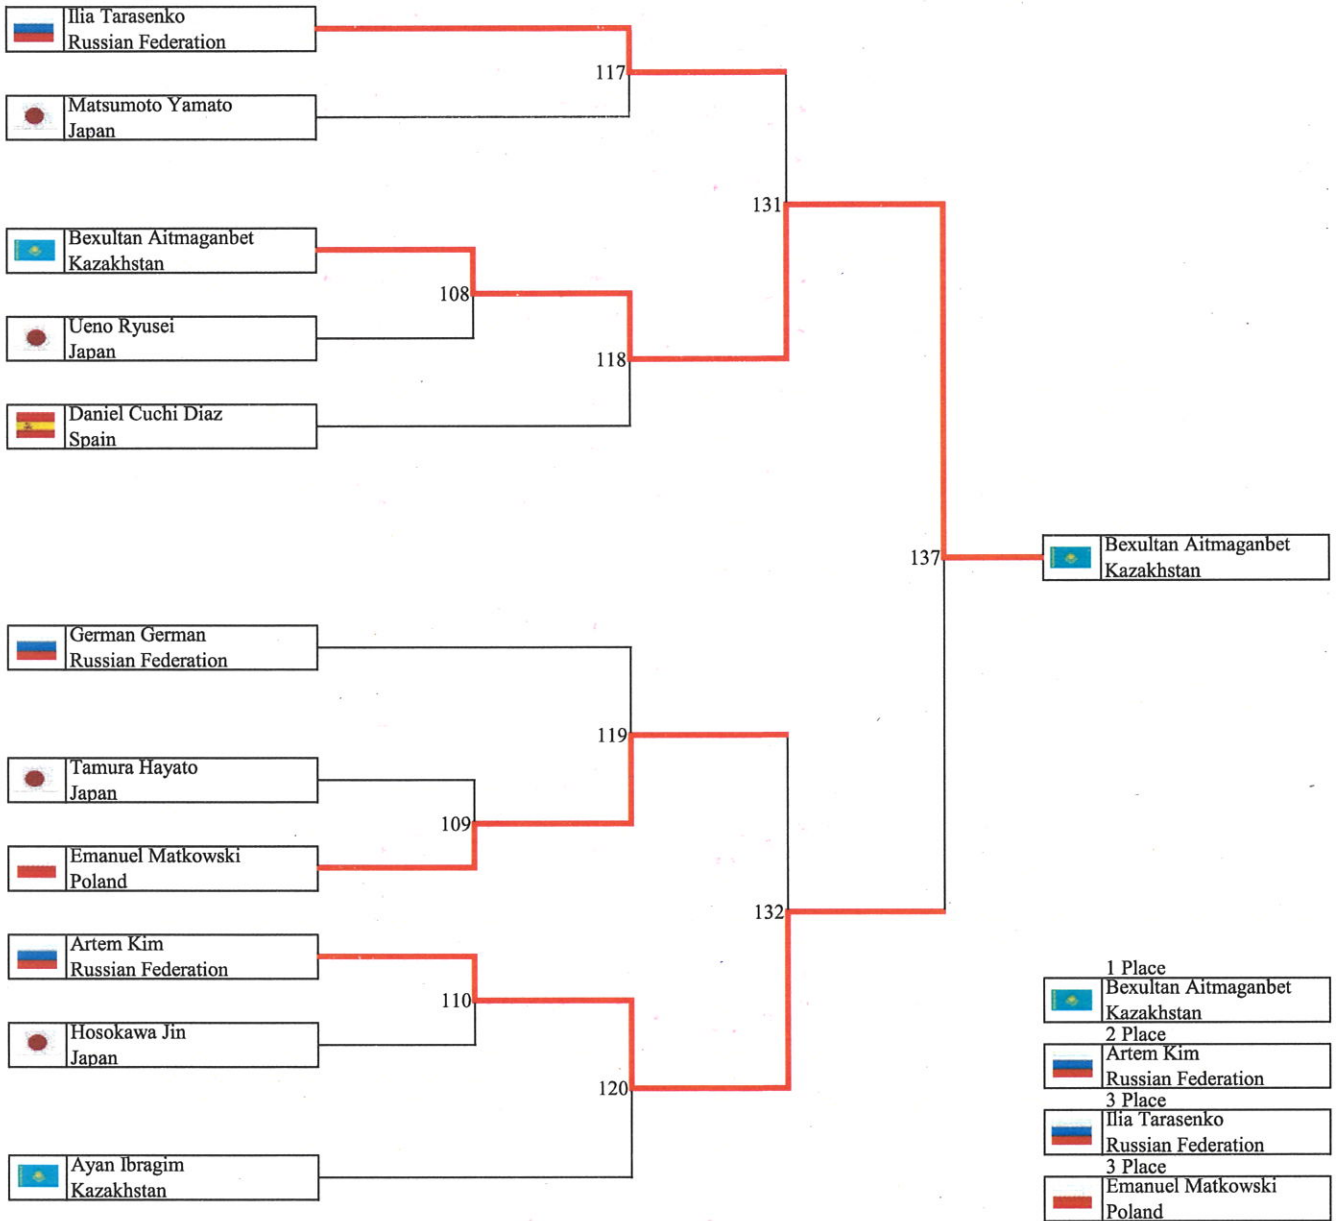 Ilia Tarasenko
Russian Federation
117
Matsumoto Yamato
Japan
131
Bexultan Aitmaganbet
Kazakhstan
108
Ueno Ryusei
Japan
118
Daniel Cuchi Diaz
Spain
137
Bexultan Aitmaganbet
Kazakhstan
German German
Russian Federation
119
Tamura Hayato
Japan
109
Emanuel Matkowski
Poland
132
Artem Kim
Russian Federation
110
Hosokawa Jin
Japan
120
Ayan Ibragim
Kazakhstan
1 Place
Bexultan Aitmaganbet
Kazakhstan
2 Place
Artem Kim
Russian Federation
3 Place
Ilia Tarasenko
Russian Federation
3 Place
Emanuel Matkowski
Poland